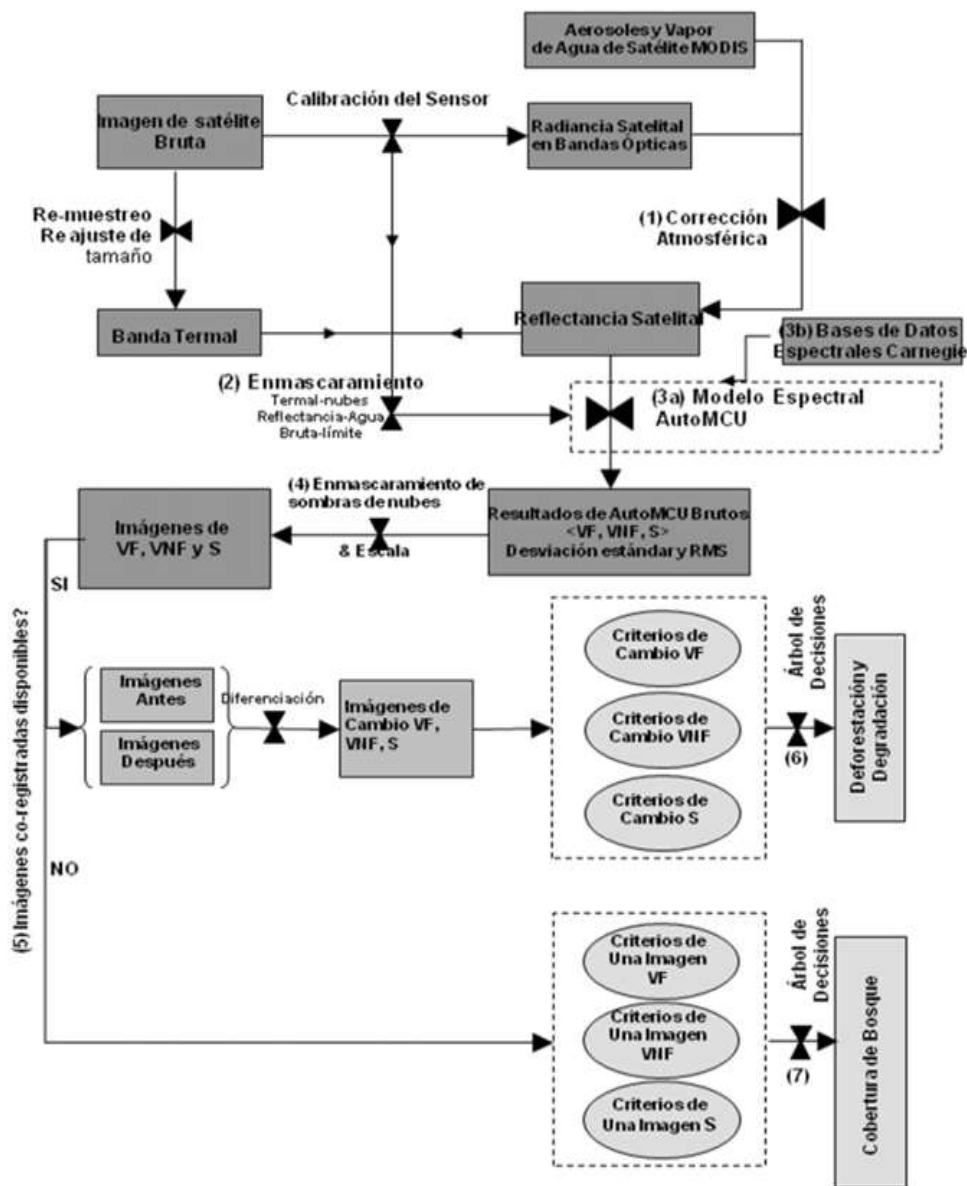 Aerosoles y Vapor
de Agua de Satélite MODIS
Calibración del Sensor
Imagen de satélite
Bruta
Radiancia Satelital
en Bandas Ópticas
Re-muestreo
Re ajuste de
tamaño
(1) Corrección
Atmosférica
Banda Termal
Reflectancia Satelital
(3b) Bases de Datos
Espectrales Carnegie
(2) Enmascaramiento
Termal-nubes
Reflectancia-Agua
Bruta-límite
(3a) Modelo Espectral
AutoMCU
(4) Enmascaramiento de
sombras de nubes
& Escala
Imágenes de
VF, VNF y S
Resultados de AutoMCU Brutos
<VF, VNF, S>
Desviación estándar y RMS
(5) Imágenes co-registradas disponibles?
SI
Imágenes
Antes
Imágenes
Después
Diferenciación
Imágenes de
Cambio VF,
VNF, S
Criterios de
Cambio VF
Criterios de
Cambio VNF
Criterios de
Cambio S
Árbol de
Decisiones
(6)
Deforestación y
Degradación
NO
Criterios de
Una Imagen
VF
Criterios de
Una Imagen
VNF
Criterios de
Una Imagen S
Árbol de
Decisiones
(7)
Cobertura de Bosque